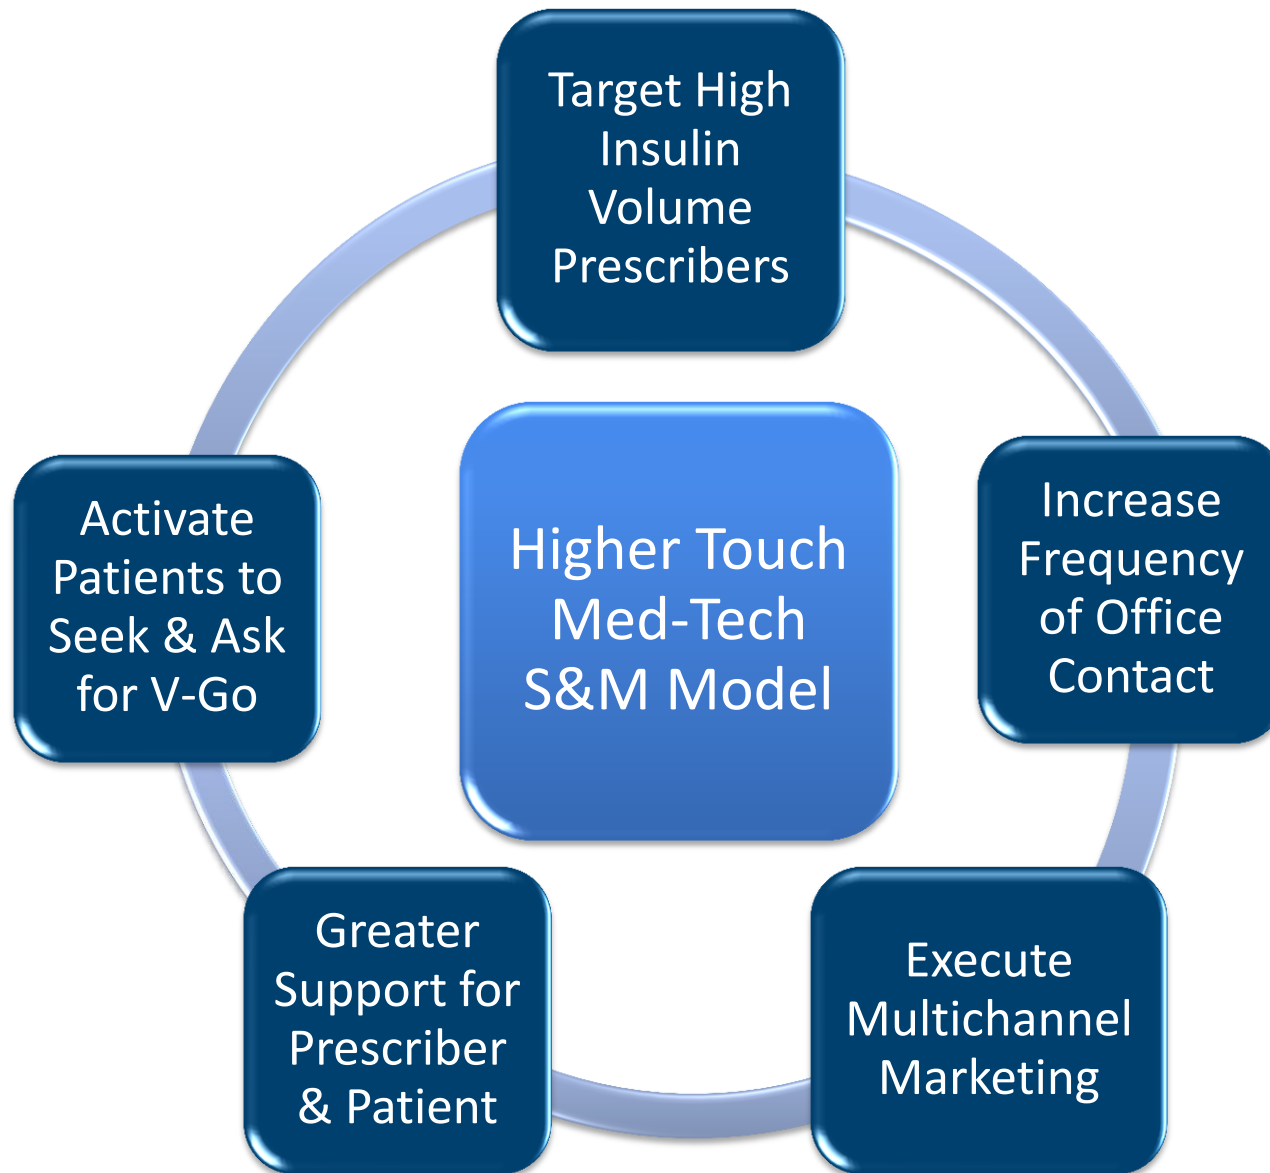 Target High
Insulin
Volume
Prescribers
Increase
Frequency
of Office
Contact
Execute
Multichannel
Marketing
Greater
Support for
Prescriber
& Patient
Activate
Patients to
Seek & Ask
for V-Go
Higher Touch
Med-Tech
S&M Model